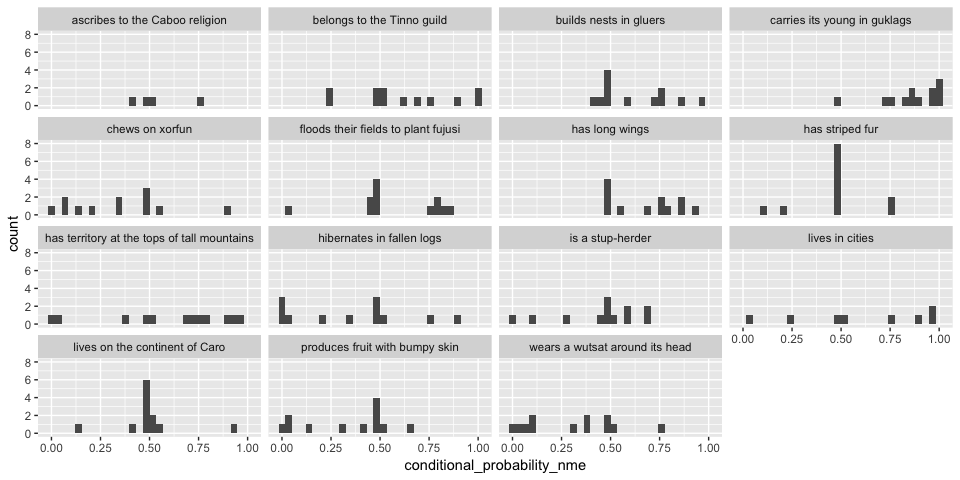 ascribes to the Caboo religion
belongs to the Tinno guild
builds nests in gluers
carries its young in guklags
8
6
4
2
0
chews on xorfun
floods their fields to plant fujusi
has long wings
has striped fur
8
6
4
2
0
count
has territory at the tops of tall mountains
hibernates in fallen logs
is a stup-herder
lives in cities
8
6
4
2
0
0.00 0.25 0.50 0.75 1.00
lives on the continent of Caro
produces fruit with bumpy skin
wears a wutsat around its head
8
6
4
2
0
0.00 0.25 0.50 0.75 1.00
0.00 0.25 0.50 0.75 1.00
0.00 0.25 0.50 0.75 1.00
conditional_probability_nme